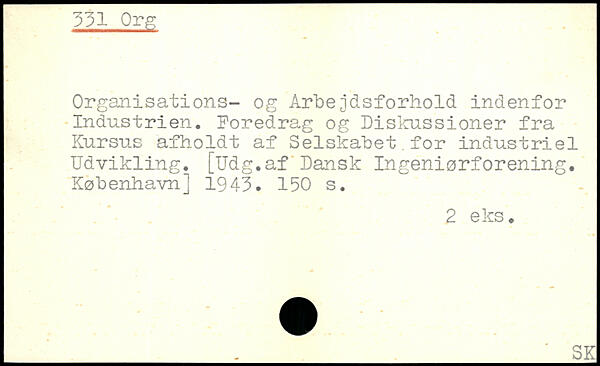 331 Org
Organisations- og Arbejdsforhold indenfor
Industrien. Foredrag og Diskussioner fra
Kursus afholdt af Selskabet for industriel
Udvikling. [Udg.af Dansk Ingeniørforening.
København] 1943. 150 s.
2 eks.
SK